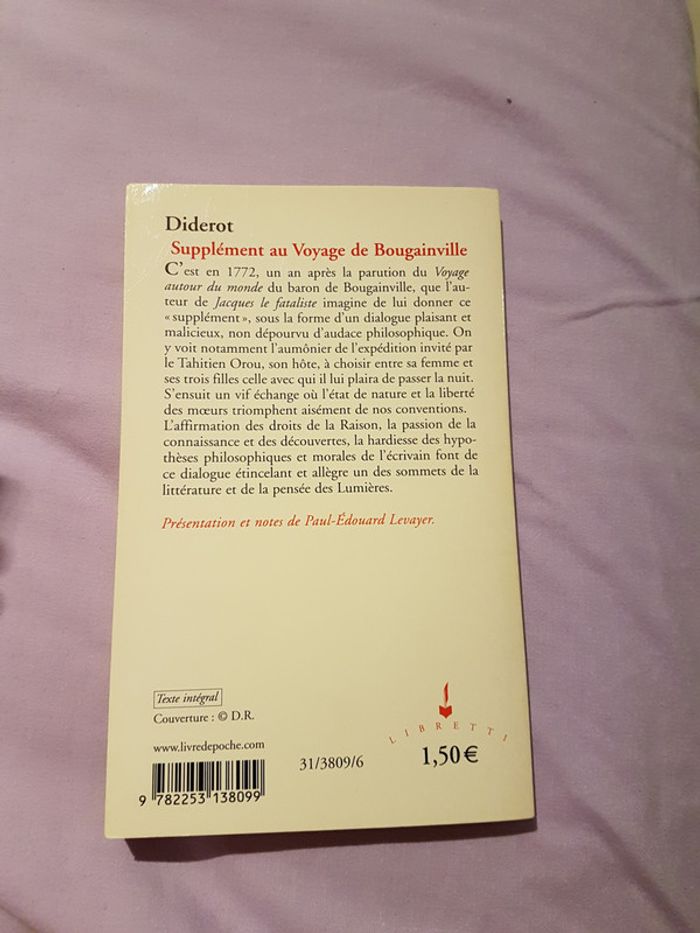 Diderot
Supplément au Voyage de Bougainville
C'est en 1772, un an après la parution du Voyage
autour du monde du baron de Bougainville, que l'au-
teur de Jacques le fataliste imagine de lui donner ce
« supplément », sous la forme d'un dialogue plaisant et
malicieux, non dépourvu d'audace philosophique. On
y voit notamment l'aumônier de l'expédition invité par
le Tahitien Orou, son hôte, à choisir entre sa femme et
ses trois filles celle avec qui il lui plaira de passer la nuit.
S'ensuit un vif échange où l'état de nature et la liberté
des mœurs triomphent aisément de nos conventions.
L'affirmation des droits de la Raison, la passion de la
connaissance et des découvertes, la hardiesse des hypo-
thèses philosophiques et morales de l'écrivain font de
ce dialogue étincelant et allègre un des sommets de la
littérature et de la pensée des Lumières.
Présentation et notes de Paul-Édouard Levayer.
Texte intégral
Couverture : © D.R.
www.livredepoche.com
31/3809/6
LIBRETTI
1,50 €
9 782253 138099